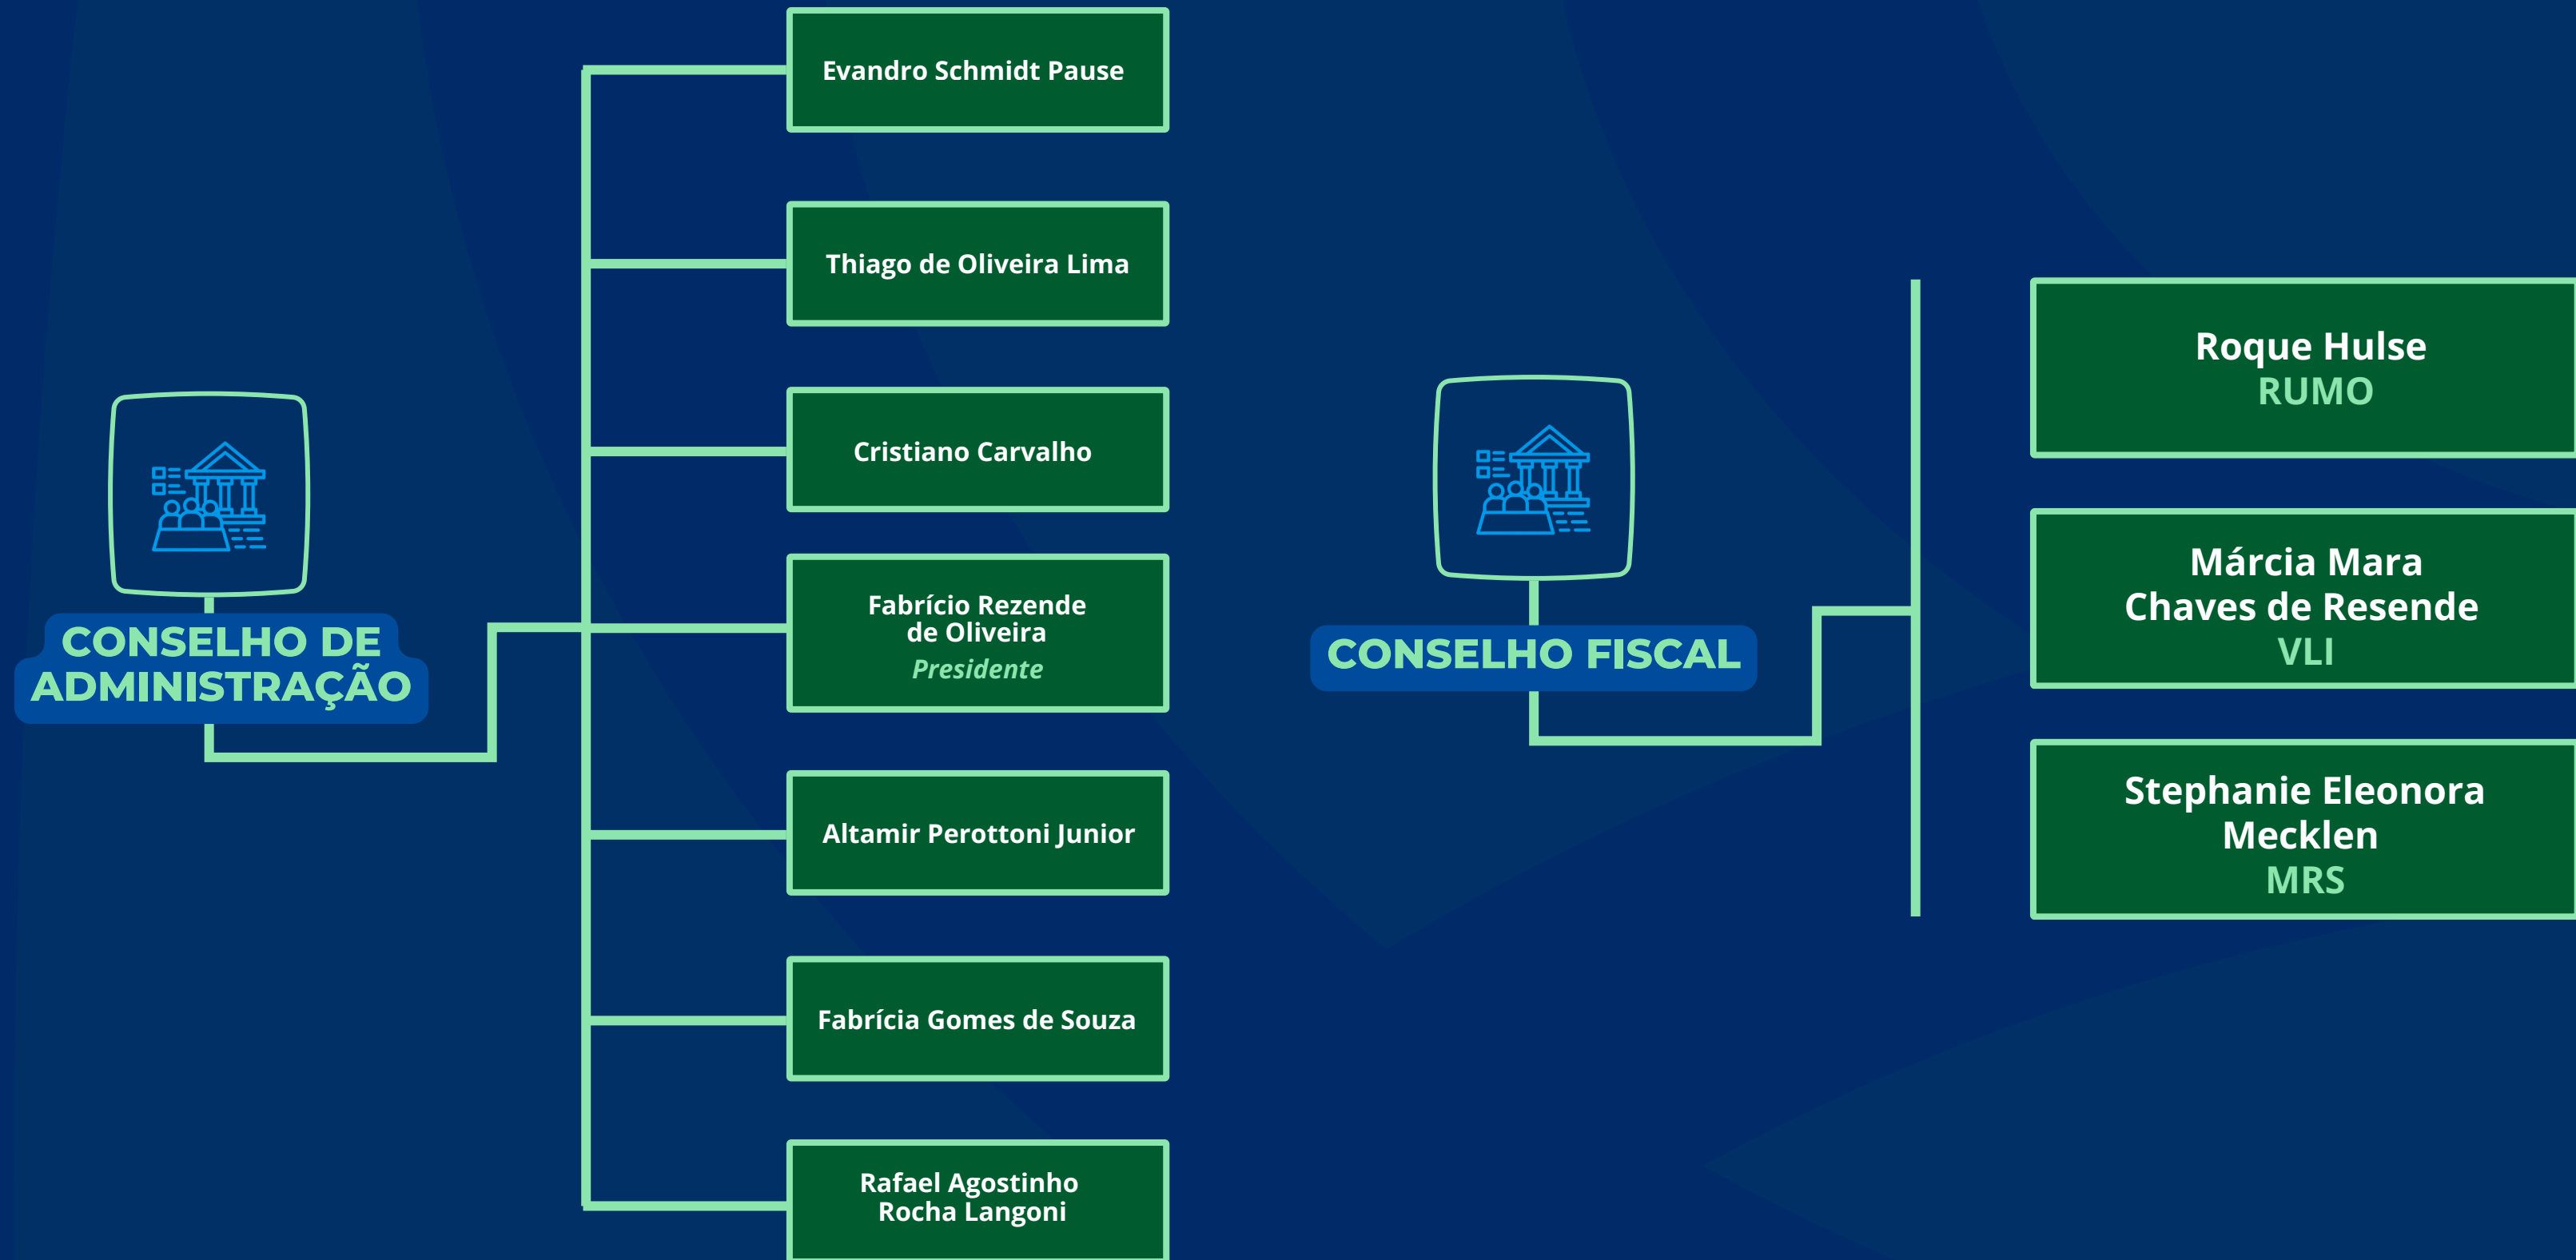 CONSELHO DE
ADMINISTRAÇÃO
Evandro Schmidt Pause
Thiago de Oliveira Lima
Cristiano Carvalho
Fabrício Rezende
de Oliveira
Presidente
Altamir Perottoni Junior
Fabrícia Gomes de Souza
Rafael Agostinho
Rocha Langoni
CONSELHO FISCAL
Roque Hulse
RUMO
Márcia Mara
Chaves de Resende
VLI
Stephanie Eleonora
Mecklen
MRS